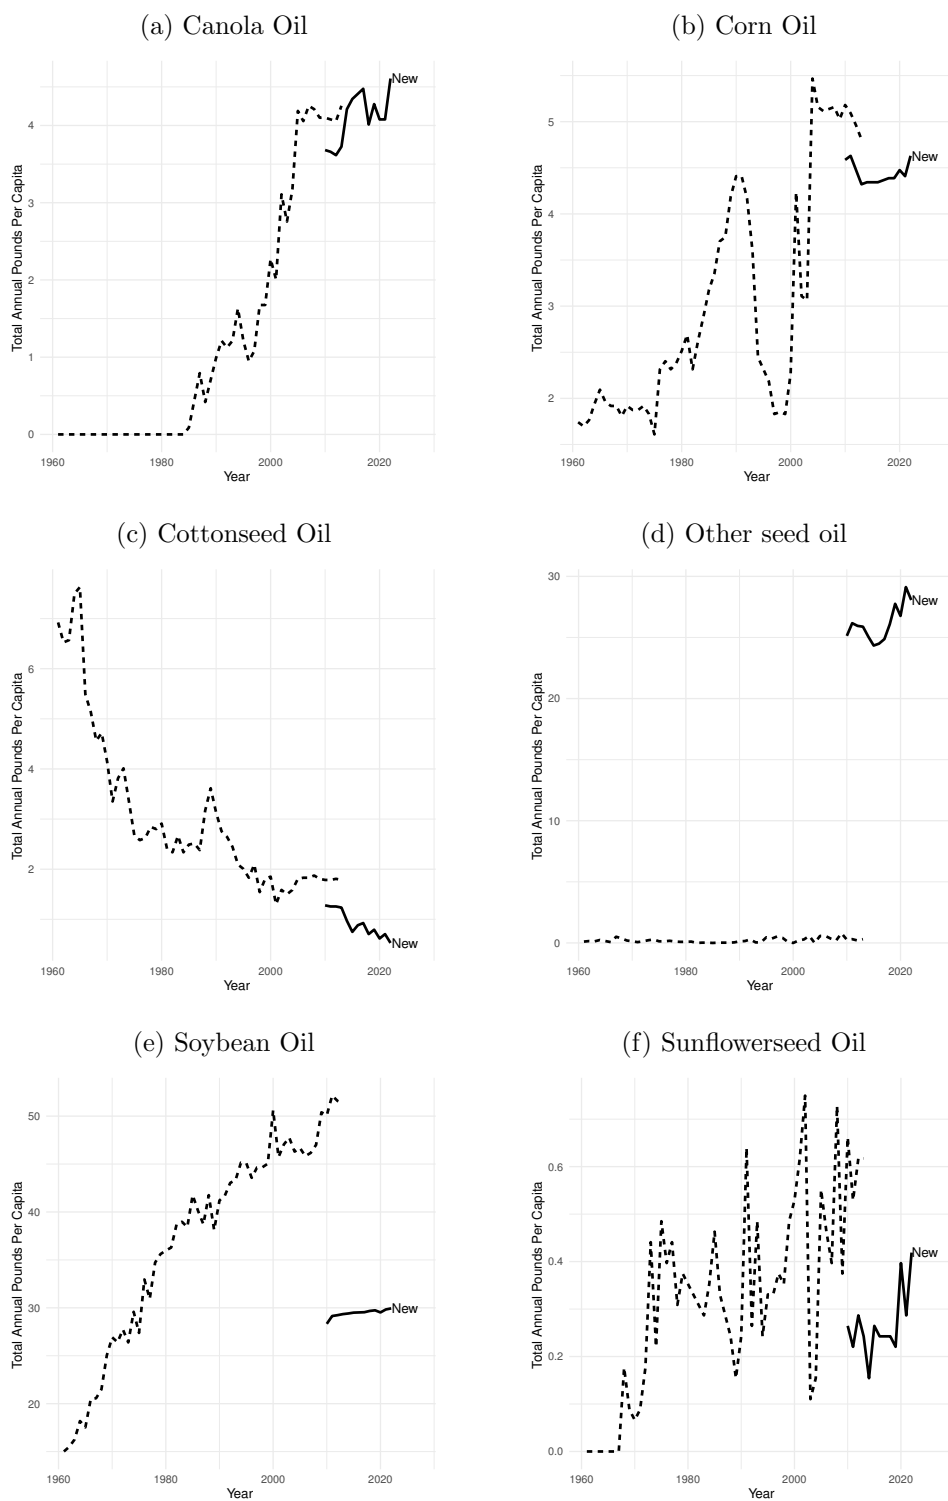 (a) Canola Oil
Total Annual Pounds Per Capita
4
3
2
1
0
1960 1980 2000 2020
Year
New
(b) Corn Oil
Total Annual Pounds Per Capita
5
4
3
2
1960 1980 2000 2020
Year
New
(c) Cottonseed Oil
Total Annual Pounds Per Capita
6
4
2
1960 1980 2000 2020
Year
New
(d) Other seed oil
Total Annual Pounds Per Capita
30
20
10
0
1960 1980 2000 2020
Year
New
(e) Soybean Oil
Total Annual Pounds Per Capita
50
40
30
20
1960 1980 2000 2020
Year
New
(f) Sunflowerseed Oil
Total Annual Pounds Per Capita
0.6
0.4
0.2
0.0
1960 1980 2000 2020
Year
New